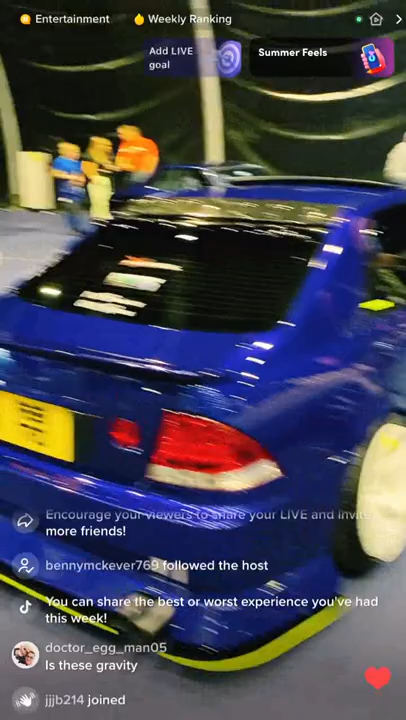 Entertainment
Weekly Ranking
Add LIVE
goal
Summer Feels
Encourage your viewers to share your LIVE and invite
more friends!
bennymckever769 followed the host
You can share the best or worst experience you've had
this week!
doctor_egg_man05
Is these gravity
jjjb214 joined